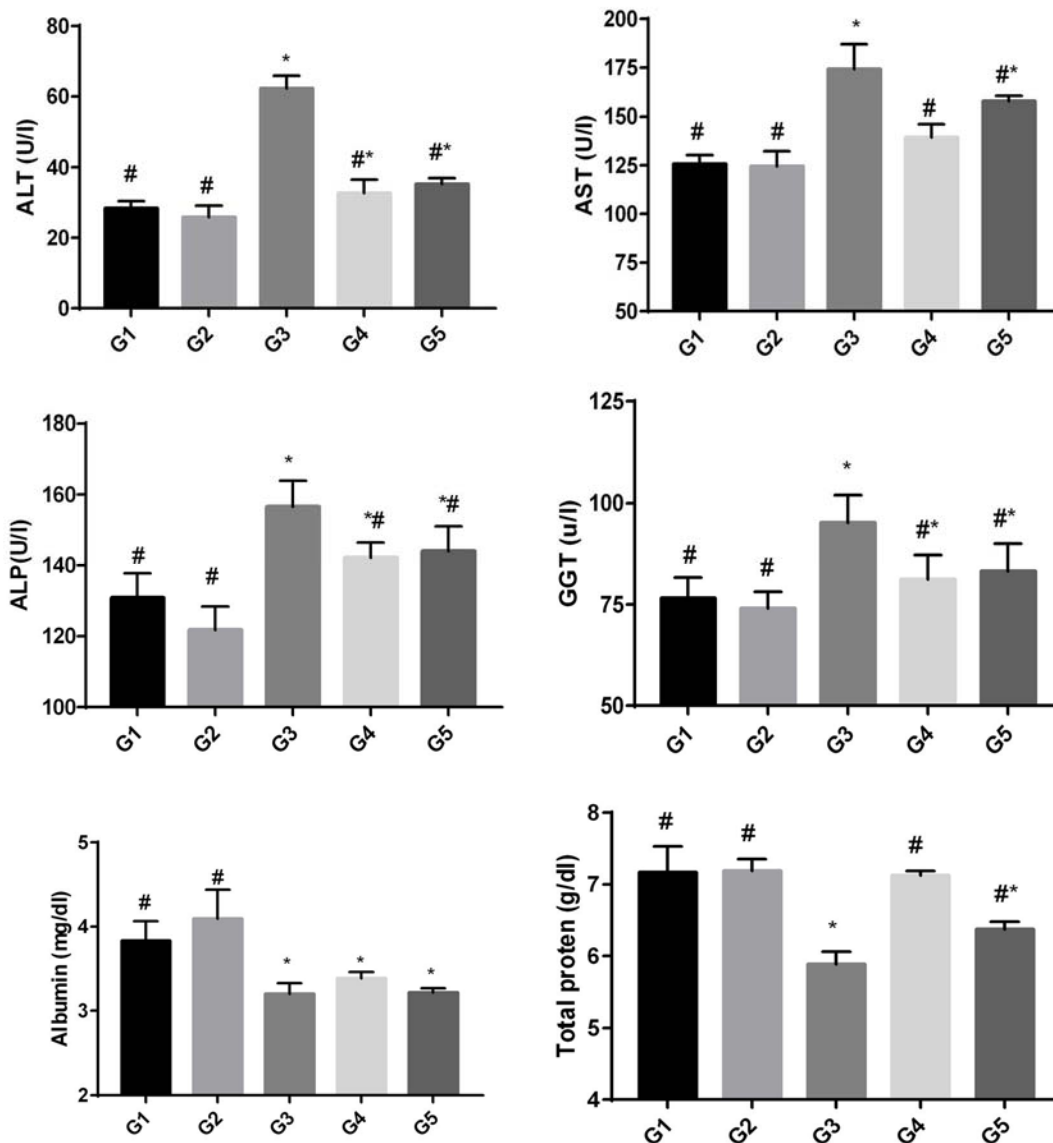 ALT (U/l)
80
60
40
20
0
#
#
*
#*
#*
G1
G2
G3
G4
G5
AST (U/l)
200
175
150
125
100
75
50
#
#
*
#
#*
G1
G2
G3
G4
G5
ALP(U/l)
180
160
140
120
100
#
#
*
*#
*#
G1
G2
G3
G4
G5
GGT (u/l)
125
100
75
50
#
#
*
#*
#*
G1
G2
G3
G4
G5
Albumin (mg/dl)
5
4
3
2
#
#
*
*
*
G1
G2
G3
G4
G5
Total proten (g/dl)
8
7
6
5
4
#
#
*
#
#*
G1
G2
G3
G4
G5